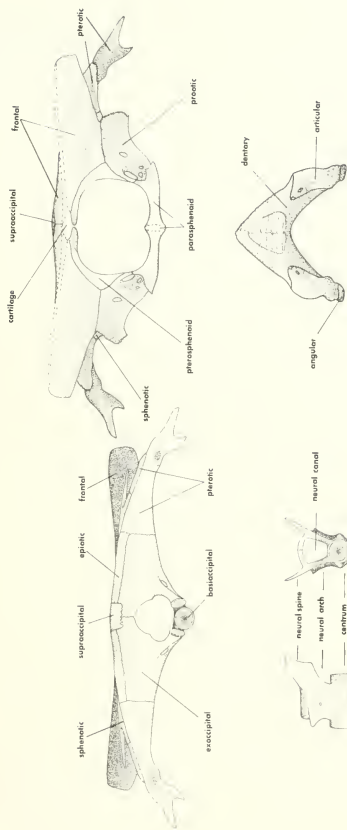 sphenotic
supraoccipital
epiotic
frontal
exoccipital
basioccipital
pterotic
cartilage
supraoccipital
frontal
pterotic
sphenotic
pterosphenoid
parasphenoid
prootic
neural spine
neural arch
centrum
neural canal
angular
dentary
articular